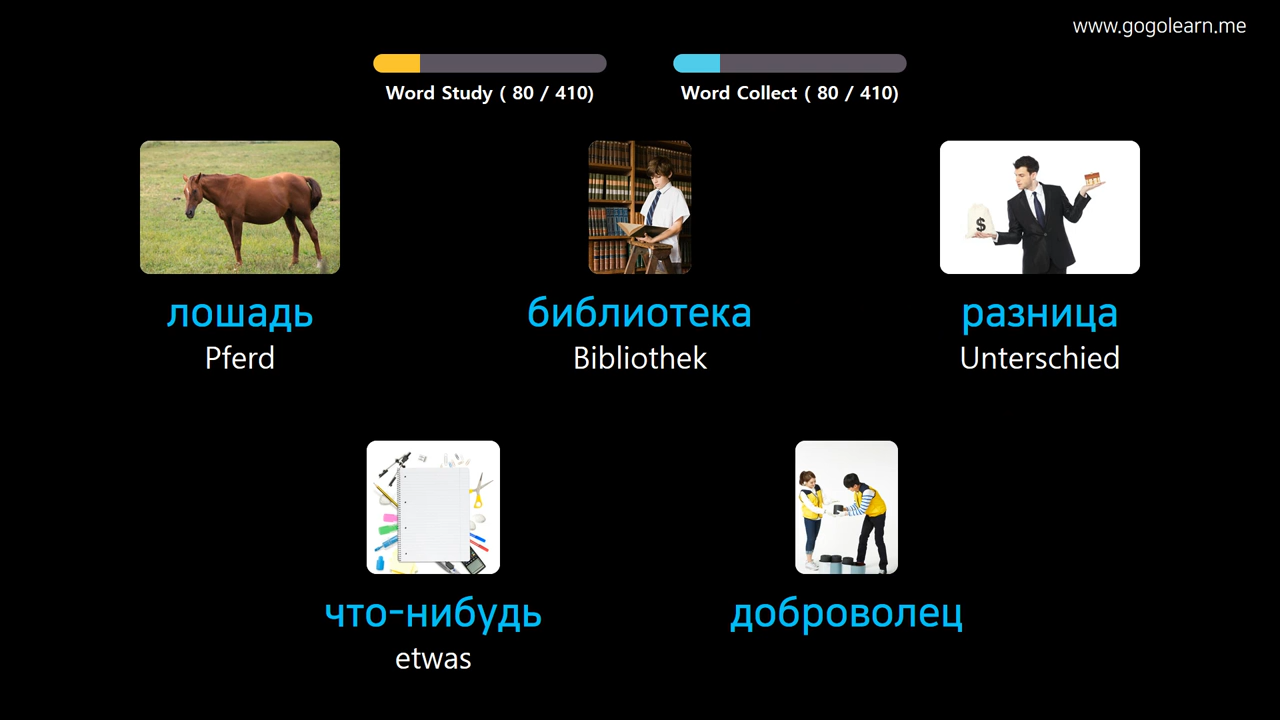 www.gogolearn.me
Word Study ( 80 / 410)
Word Collect ( 80 / 410)
лошадь
Pferd
библиотека
Bibliothek
разница
Unterschied
$
что-нибудь
etwas
доброволец